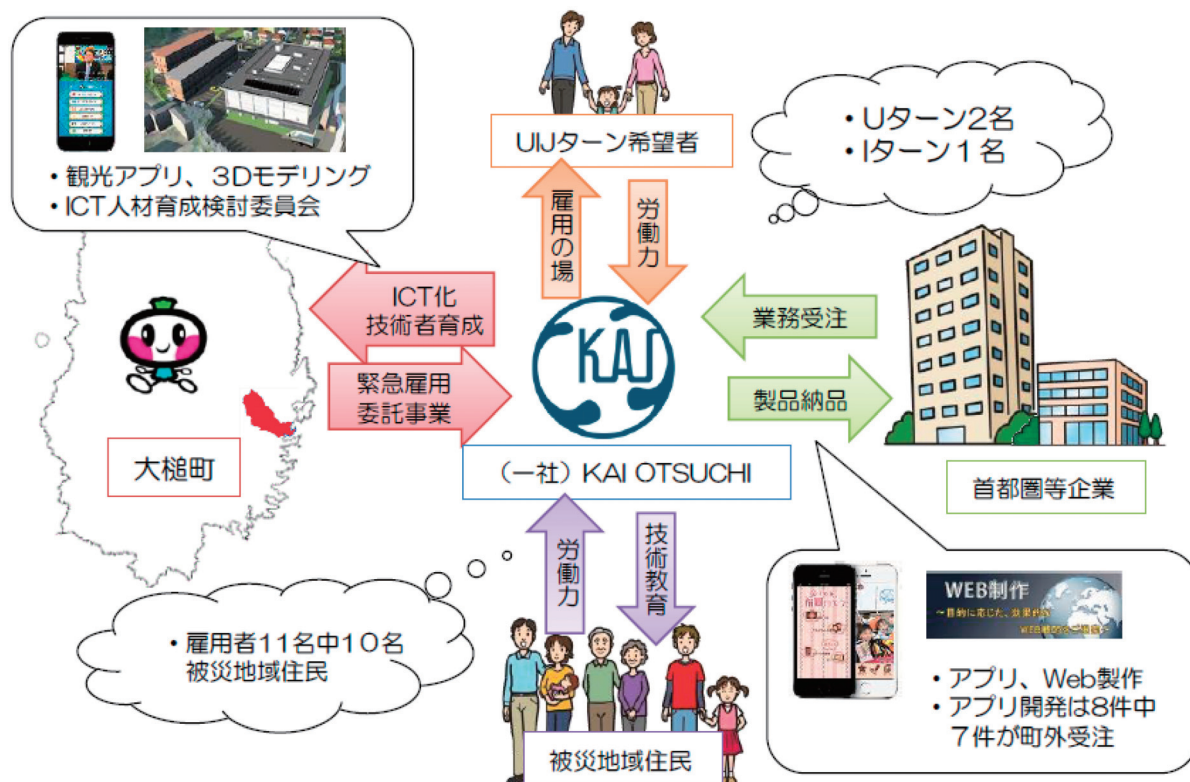 ・観光アプリ、3Dモデリング
・ICT人材育成検討委員会
UIJターン希望者
・Uターン2名
・Iターン1名
雇用の場
労働力
ICT化
技術者育成
緊急雇用
委託事業
KAI
業務受注
製品納品
大槌町
(一社)KAI OTSUCHI
首都圏等企業
労働力
技術教育
・雇用者11名中10名
被災地域住民
被災地域住民
WEB制作
・アプリ、Web製作
・アプリ開発は8件中
7件が町外受注